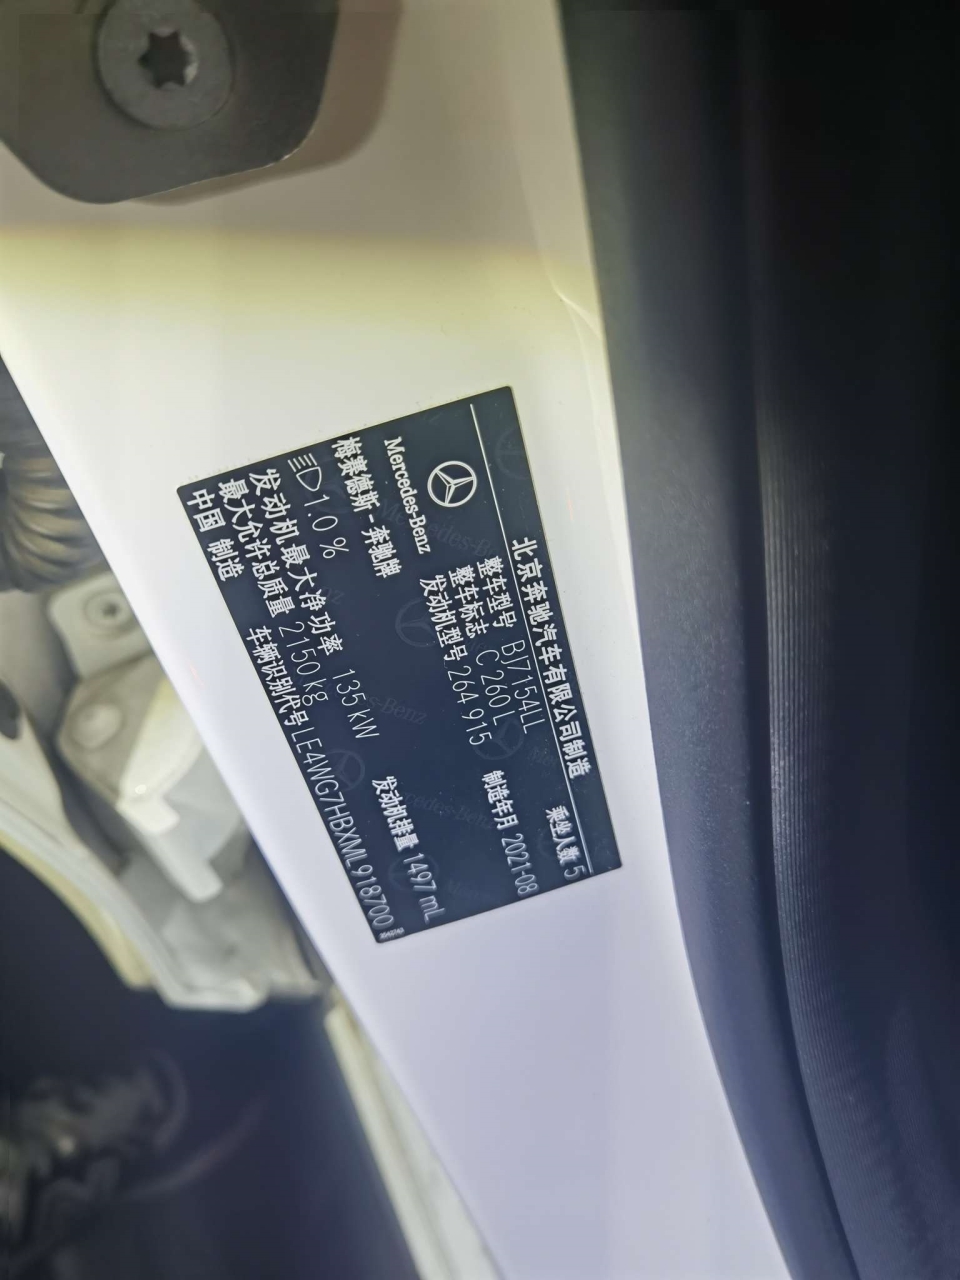 北京奔驰汽车有限公司制造
Mercedes-Benz
梅赛德斯-奔驰牌
整车型号 BJ7154LL 乘坐人数 5
整车标志 C 260 L
发动机型号 264 915 制造年月 2021-08
1.0 %
发动机最大净功率 135 kW 发动机排量 1497 mL
最大允许总质量 2150 kg
中国 制造 车辆识别代号 LE4WG7HBXML918700